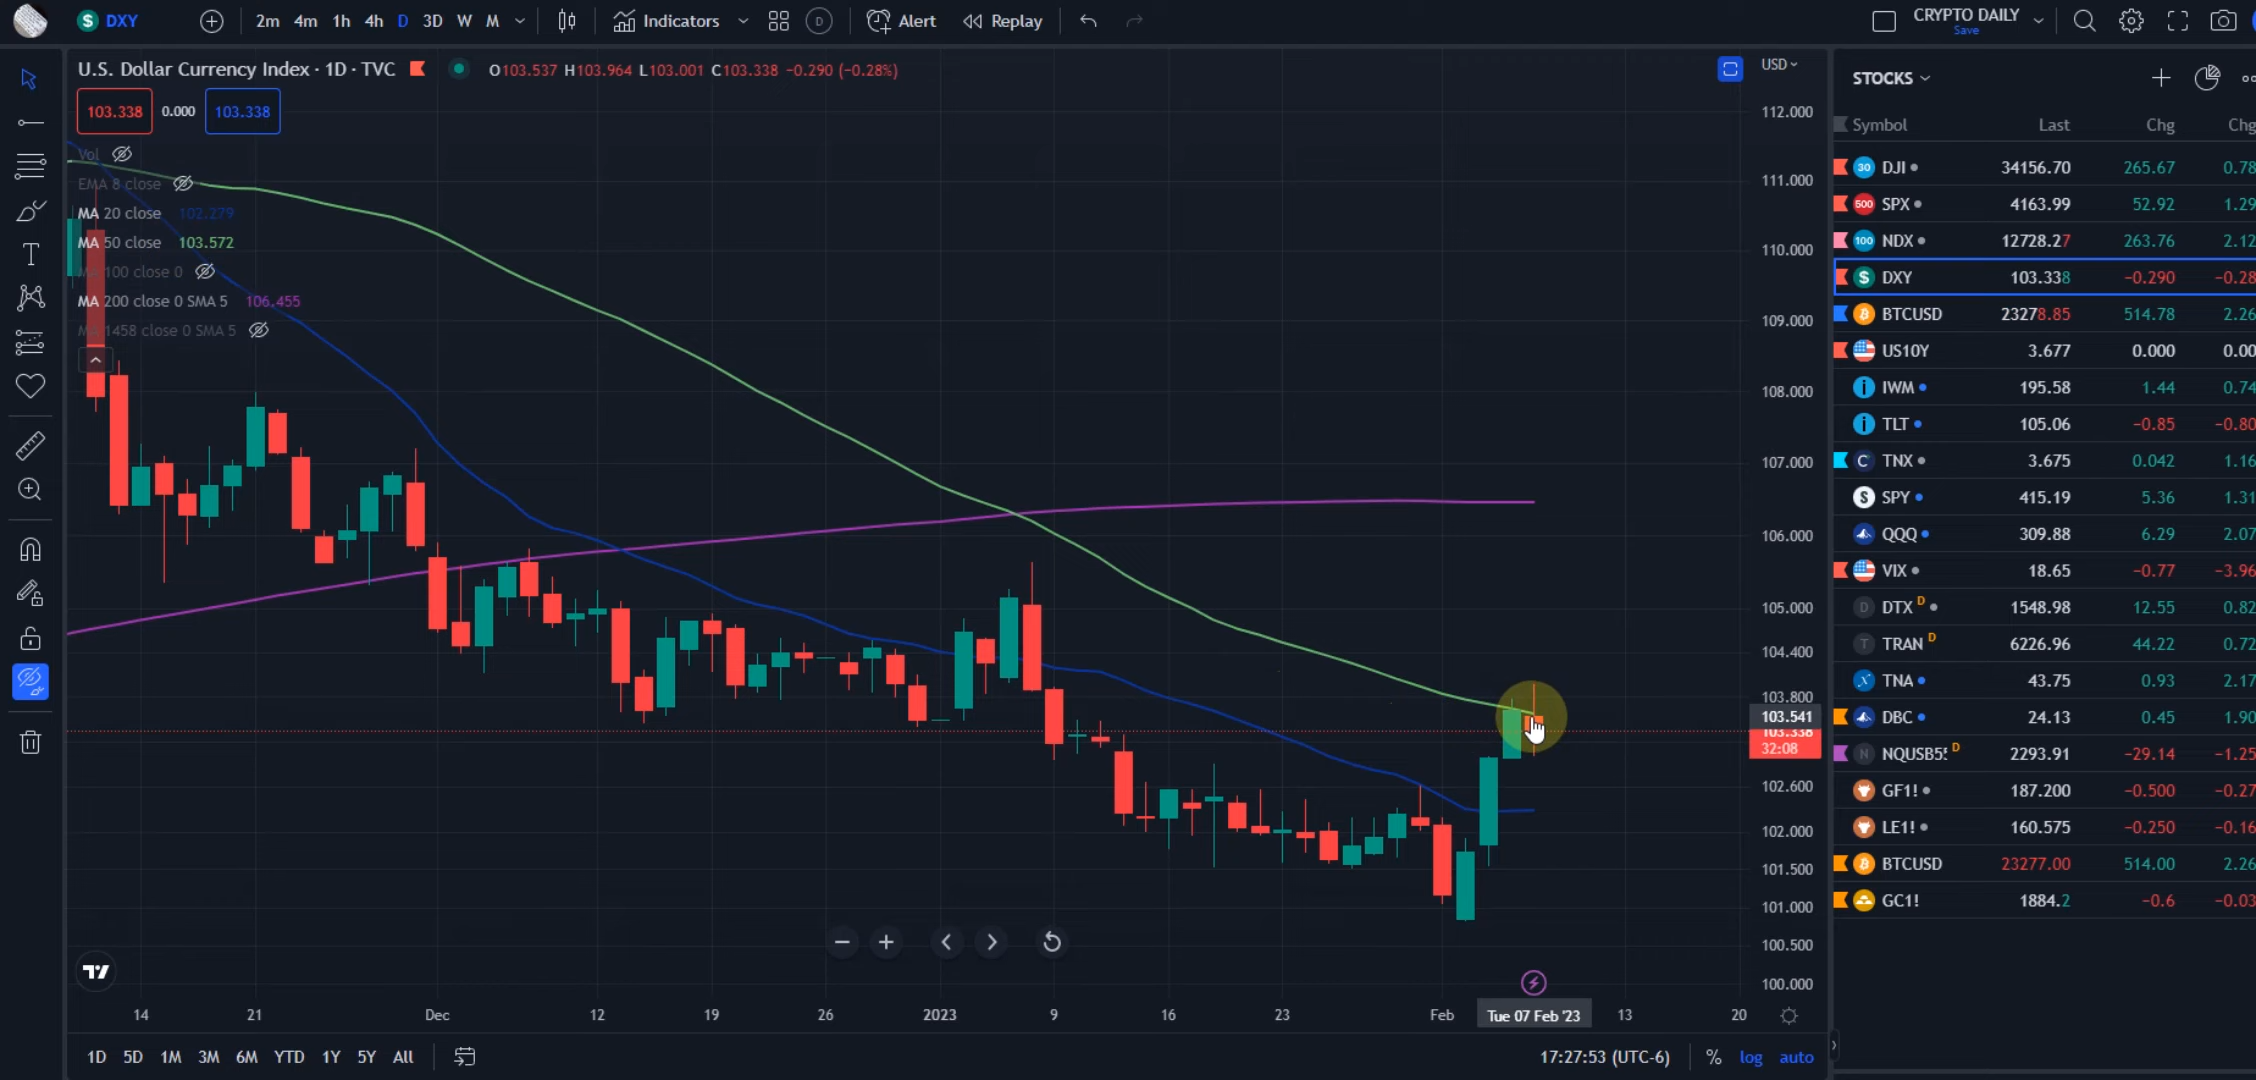 DXY 2m 4m 1h 4h D 3D W M Indicators D Alert Replay CRYPTO DAILY
Save
U.S. Dollar Currency Index · 1D · TVC O103.537 H103.964 L103.001 C103.338 −0.290 (−0.28%)
103.338 0.000 103.338
Vol
EMA 8 close
MA 20 close 102.279
MA 50 close 103.572
MA 100 close 0
MA 200 close 0 SMA 5 106.455
MA 1458 close 0 SMA 5
USD
112.000
111.000
110.000
109.000
108.000
107.000
106.000
105.000
104.400
103.800
103.541
103.338
32:08
102.600
102.000
101.500
101.000
100.500
100.000
14 21 Dec 12 19 26 2023 9 16 23 Feb Tue 07 Feb '23 13 20
1D 5D 1M 3M 6M YTD 1Y 5Y All 17:27:53 (UTC-6) % log auto
STOCKS
Symbol Last Chg Chg
30 DJI 34156.70 265.67 0.78
500 SPX 4163.99 52.92 1.29
100 NDX 12728.27 263.76 2.12
$ DXY 103.338 −0.290 −0.28
BTCUSD 23278.85 514.78 2.26
US10Y 3.677 0.000 0.00
IWM 195.58 1.44 0.74
TLT 105.06 −0.85 −0.80
C TNX 3.675 0.042 1.16
S SPY 415.19 5.36 1.31
QQQ 309.88 6.29 2.07
VIX 18.65 −0.77 −3.96
D DTX D 1548.98 12.55 0.82
T TRAN D 6226.96 44.22 0.72
TNA 43.75 0.93 2.17
DBC 24.13 0.45 1.90
N NQUSB5 D 2293.91 −29.14 −1.25
GF1! 187.200 −0.500 −0.27
LE1! 160.575 −0.250 −0.16
BTCUSD 23277.00 514.00 2.26
GC1! 1884.2 −0.6 −0.03